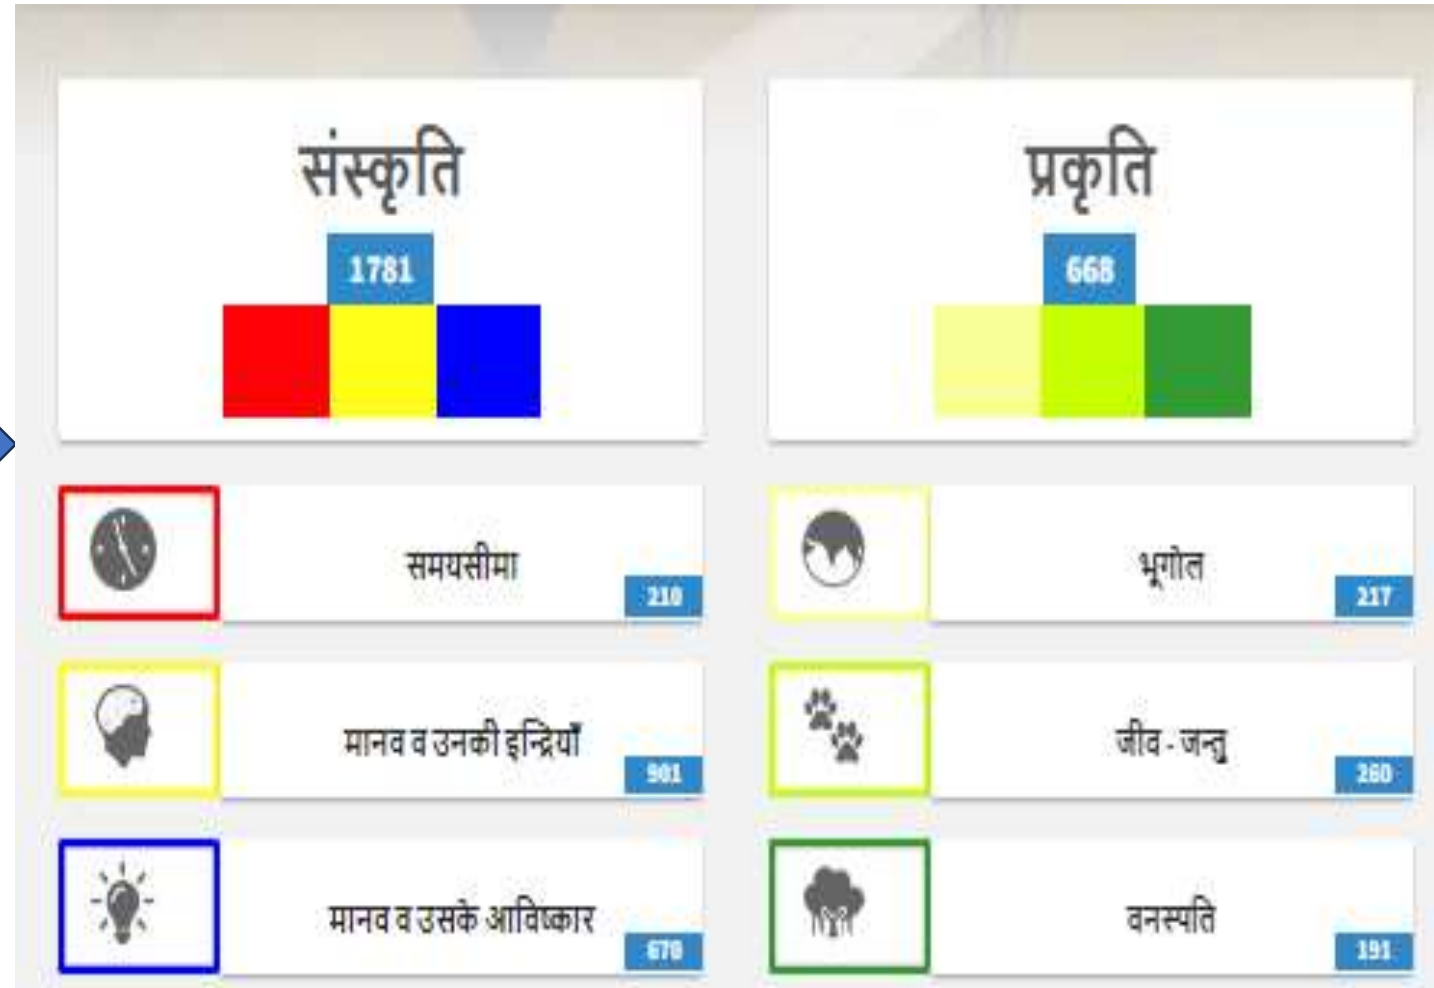 संस्कृति
1781
प्रकृति
668
समयसीमा
210
भूगोल
217
मानव व उनकी इन्द्रियाँ
901
जीव - जन्तु
260
मानव व उसके आविष्कार
670
वनस्पति
191